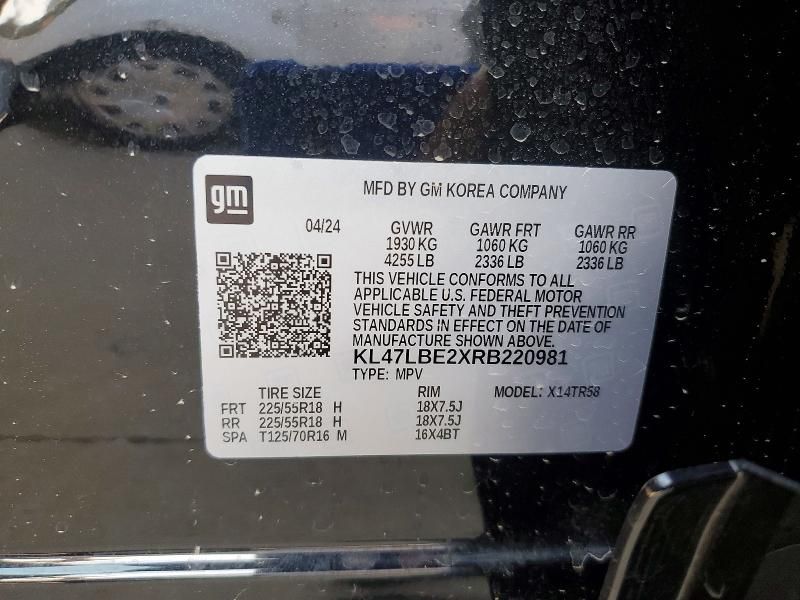 gm
MFD BY GM KOREA COMPANY
04/24 GVWR GAWR FRT GAWR RR
1930 KG 1060 KG 1060 KG
4255 LB 2336 LB 2336 LB
THIS VEHICLE CONFORMS TO ALL
APPLICABLE U.S. FEDERAL MOTOR
VEHICLE SAFETY AND THEFT PREVENTION
STANDARDS IN EFFECT ON THE DATE OF
MANUFACTURE SHOWN ABOVE.
KL47LBE2XRB220981
TYPE: MPV
TIRE SIZE RIM MODEL: X14TR58
FRT 225/55R18 H 18X7.5J
RR 225/55R18 H 18X7.5J
SPA T125/70R16 M 16X4BT